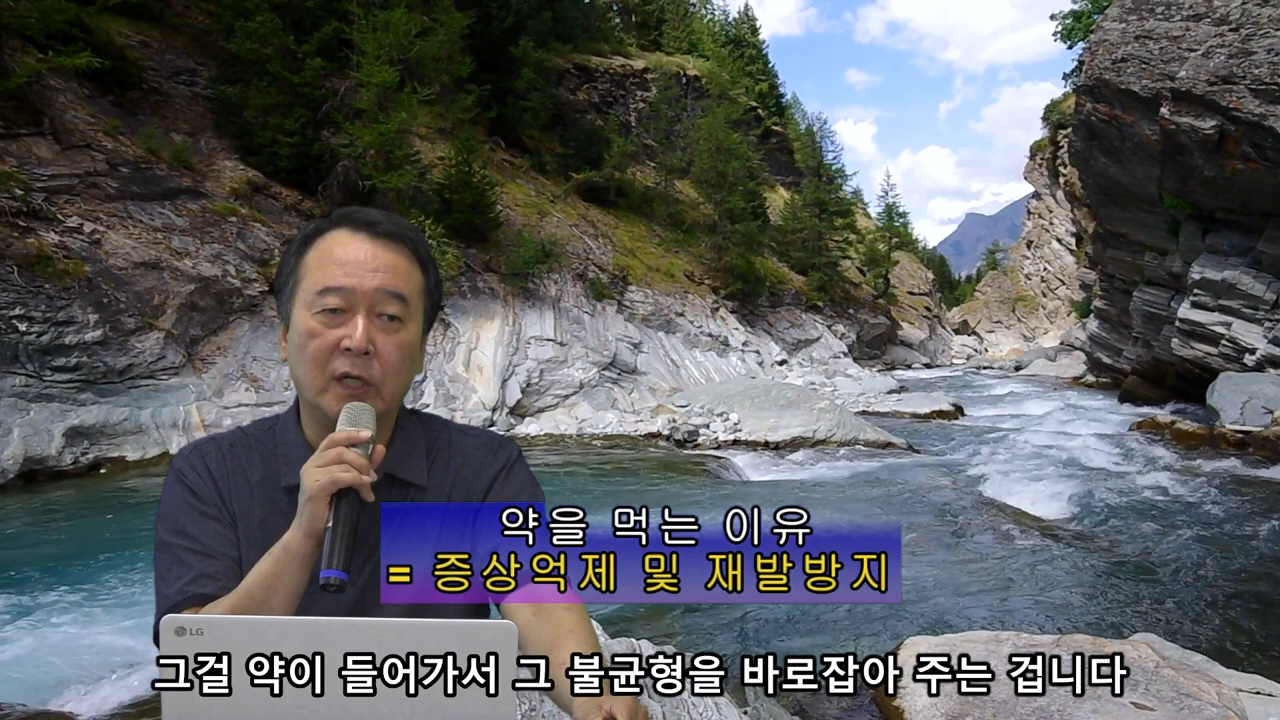 약을 먹는 이유
= 증상억제 및 재발방지
LG
그걸 약이 들어가서 그 불균형을 바로잡아 주는 겁니다